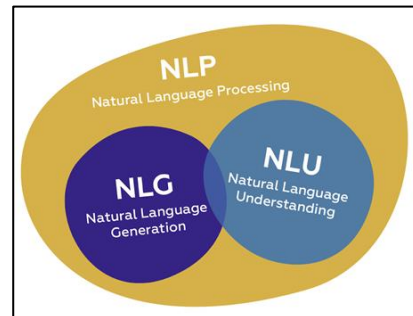 NLP
Natural Language Processing
NLG
Natural Language
Generation
NLU
Natural Language
Understanding